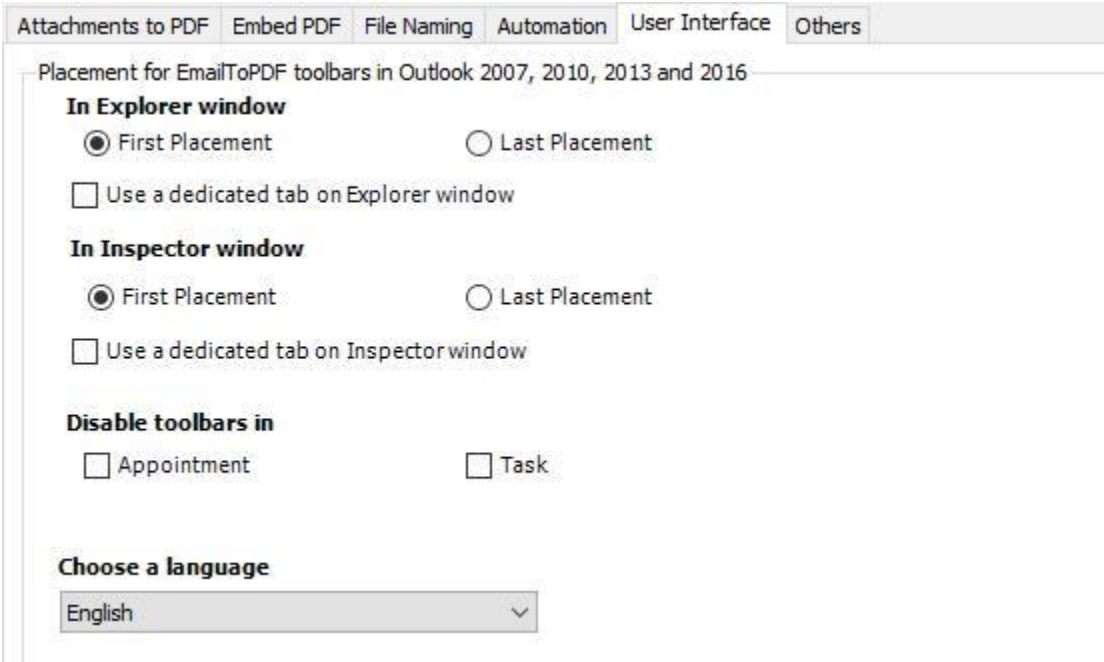 Attachments to PDF Embed PDF File Naming Automation User Interface Others
Placement for EmailToPDF toolbars in Outlook 2007, 2010, 2013 and 2016
In Explorer window
First Placement Last Placement
Use a dedicated tab on Explorer window
In Inspector window
First Placement Last Placement
Use a dedicated tab on Inspector window
Disable toolbars in
Appointment Task
Choose a language
English